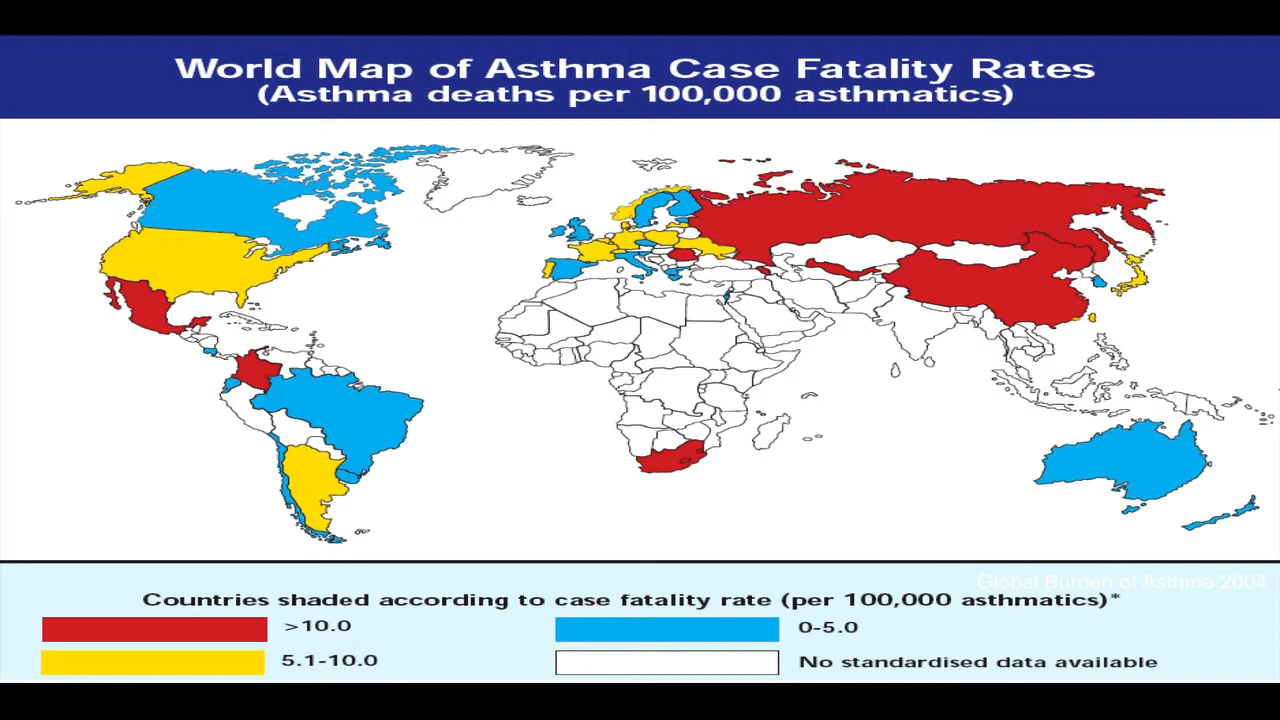 World Map of Asthma Case Fatality Rates
(Asthma deaths per 100,000 asthmatics)
Global Burden of Asthma 2004
Countries shaded according to case fatality rate (per 100,000 asthmatics)*
>10.0
0-5.0
5.1-10.0
No standardised data available